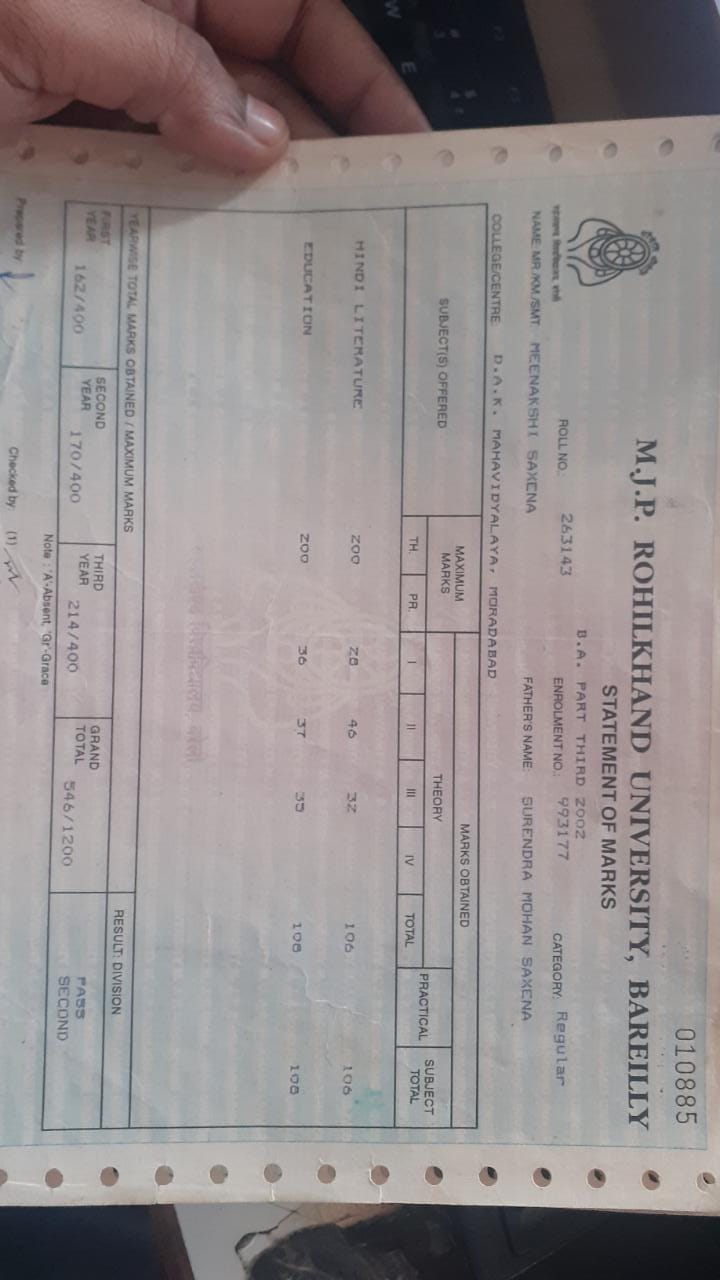 010885
M.J.P. ROHILKHAND UNIVERSITY, BAREILLY
STATEMENT OF MARKS
B.A. PART THIRD 2002
ROLL NO.: 263143 ENROLMENT NO.: 993177 CATEGORY: Regular
NAME: MR./KM./SMT. MEENAKSHI SAXENA FATHER'S NAME: SURENDRA MOHAN SAXENA
COLLEGE/CENTRE D.A.K. MAHAVIDYALAYA, MORADABAD
SUBJECT(S) OFFERED MAXIMUM MARKS MARKS OBTAINED
THEORY PRACTICAL SUBJECT TOTAL
TH. PR. I II III IV TOTAL
HINDI LITERATURE 200 28 46 32 106 106
EDUCATION 200 36 37 35 108 108
YEARWISE TOTAL MARKS OBTAINED / MAXIMUM MARKS RESULT: DIVISION
FIRST YEAR 162/400 SECOND YEAR 170/400 THIRD YEAR 214/400 GRAND TOTAL 546/1200 PASS SECOND
Note : 'A'-Absent, 'Gr'-Grace
Prepared by Checked by: (1)
W E